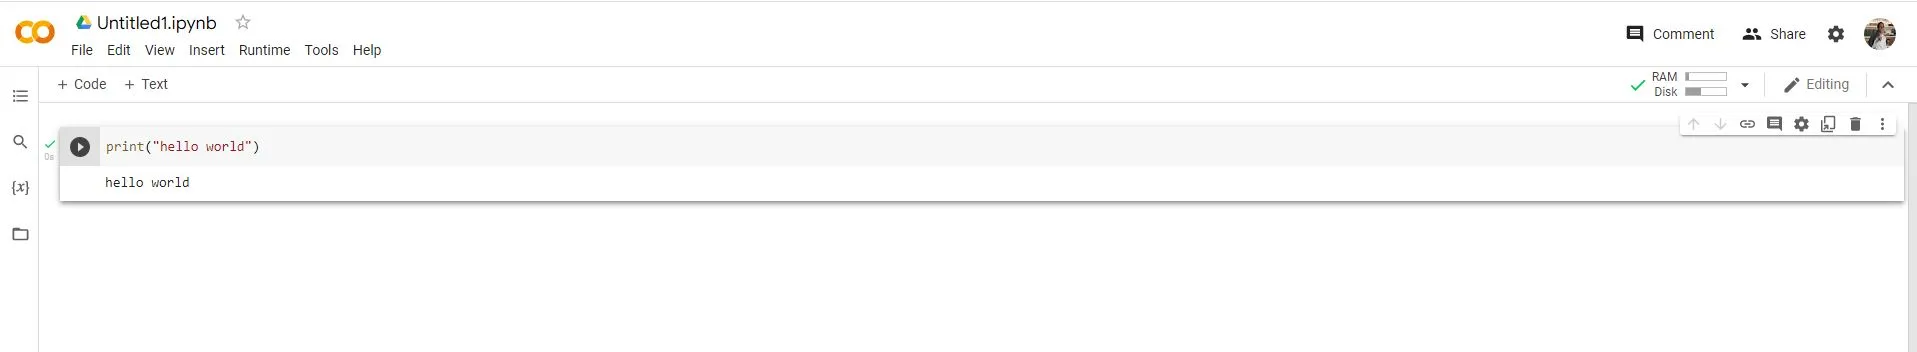 Untitled1.ipynb
File Edit View Insert Runtime Tools Help
Comment Share
+ Code + Text
RAM
Disk
Editing
print("hello world")
0s
hello world
{x}